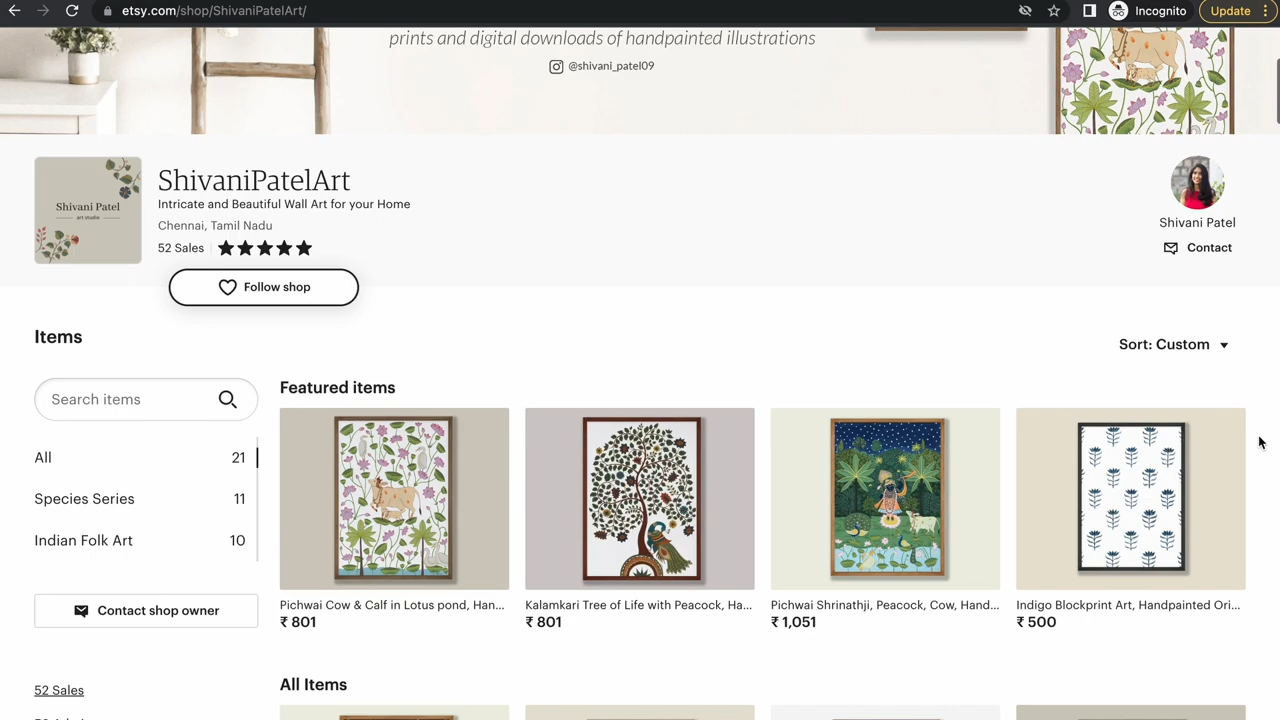 etsy.com/shop/ShivaniPatelArt/
Incognito
Update
prints and digital downloads of handpainted illustrations
@shivani_patel09
Shivani Patel
art studio
ShivaniPatelArt
Intricate and Beautiful Wall Art for your Home
Chennai, Tamil Nadu
52 Sales
Follow shop
Shivani Patel
Contact
Items
Sort: Custom
Search items
All 21
Species Series 11
Indian Folk Art 10
Contact shop owner
52 Sales
Featured items
Pichwai Cow & Calf in Lotus pond, Han...
₹ 801
Kalamkari Tree of Life with Peacock, Ha...
₹ 801
Pichwai Shrinathji, Peacock, Cow, Hand...
₹ 1,051
Indigo Blockprint Art, Handpainted Ori...
₹ 500
All Items